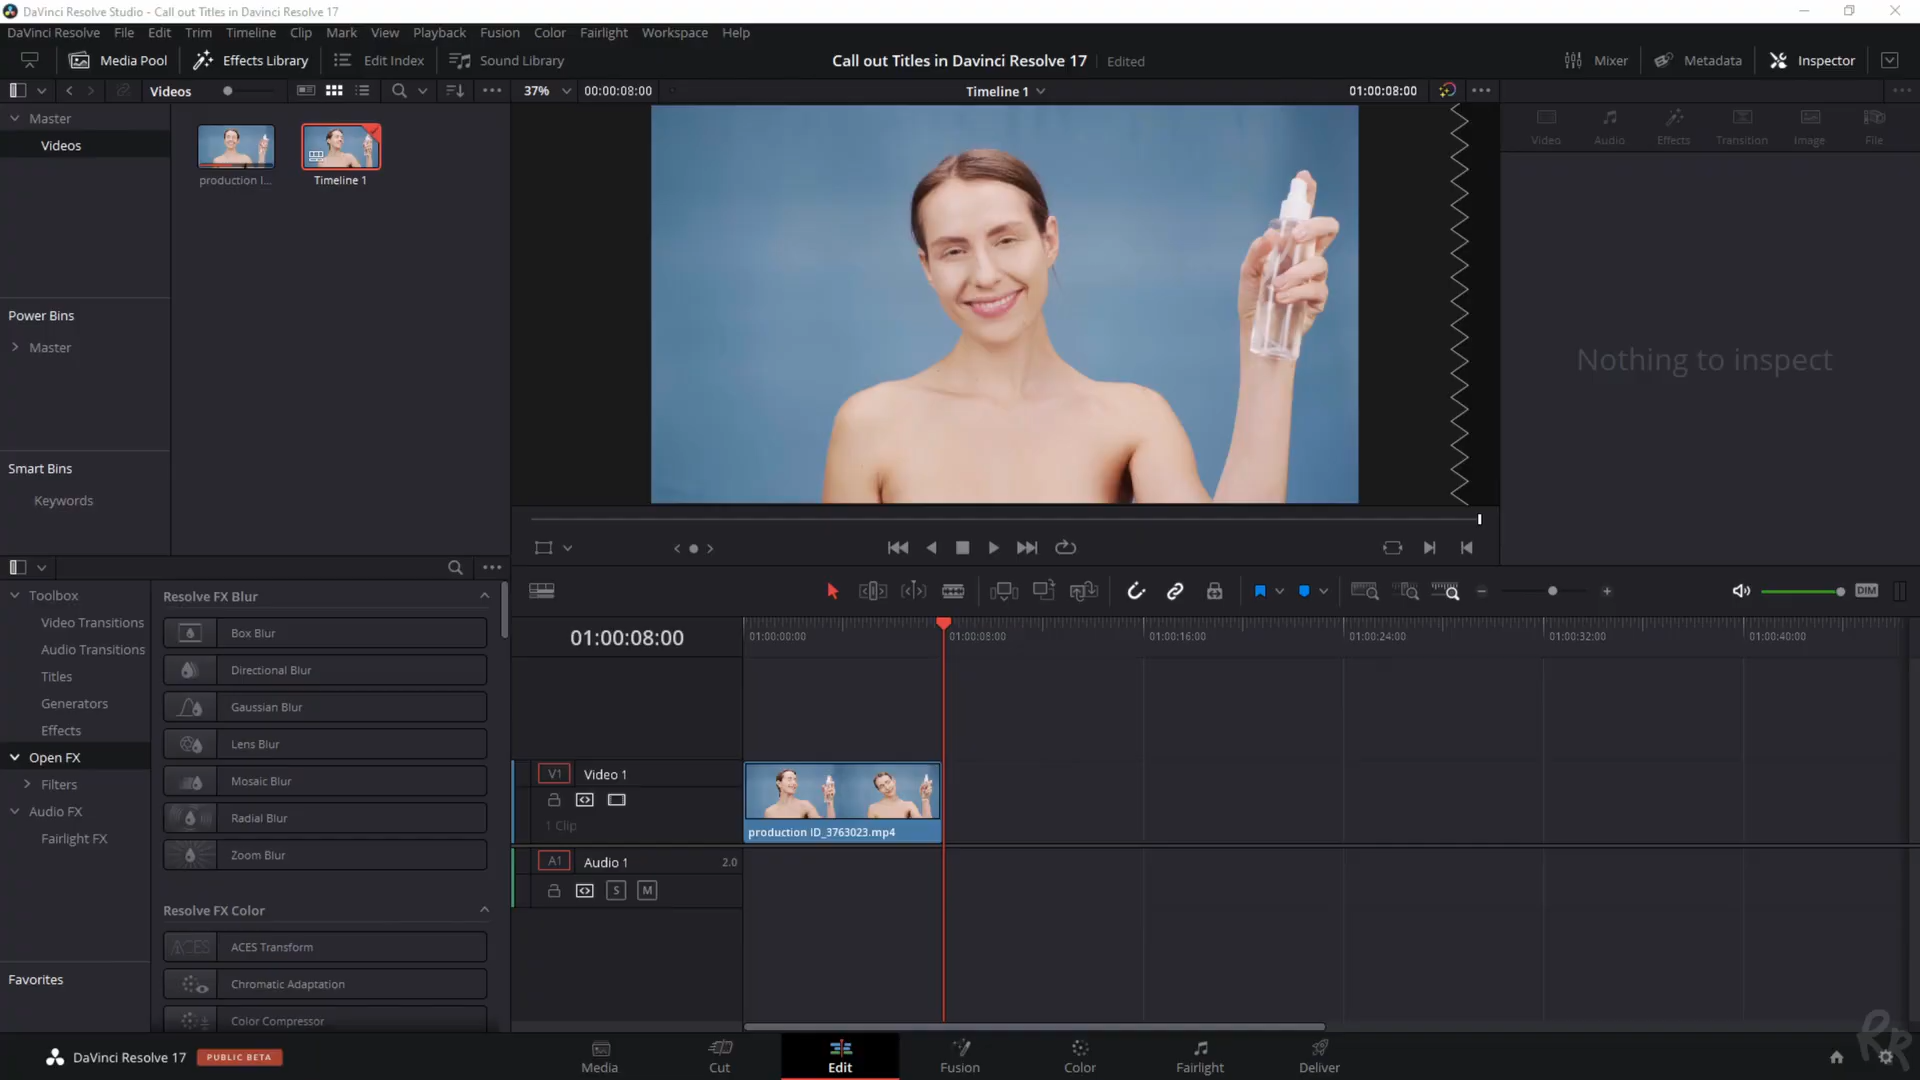 DaVinci Resolve Studio - Call out Titles in Davinci Resolve 17
DaVinci Resolve File Edit Trim Timeline Clip Mark View Playback Fusion Color Fairlight Workspace Help
Media Pool Effects Library Edit Index Sound Library Call out Titles in Davinci Resolve 17 Edited Mixer Metadata Inspector
Videos 37% 00:00:08:00 Timeline 1 01:00:08:00
Master
Videos
production I...
Timeline 1
Video Audio Effects Transition Image File
Power Bins
Master
Nothing to inspect
Smart Bins
Keywords
Toolbox
Video Transitions
Audio Transitions
Titles
Generators
Effects
Open FX
Filters
Audio FX
Fairlight FX
Favorites
Resolve FX Blur
Box Blur
Directional Blur
Gaussian Blur
Lens Blur
Mosaic Blur
Radial Blur
Zoom Blur
Resolve FX Color
ACES ACES Transform
Chromatic Adaptation
Color Compressor
DIM
01:00:08:00
01:00:00:00 01:00:08:00 01:00:16:00 01:00:24:00 01:00:32:00 01:00:40:00
V1 Video 1
1 Clip
production ID_3763023.mp4
A1 Audio 1 2.0
S M
DaVinci Resolve 17 PUBLIC BETA
Media Cut Edit Fusion Color Fairlight Deliver
RR